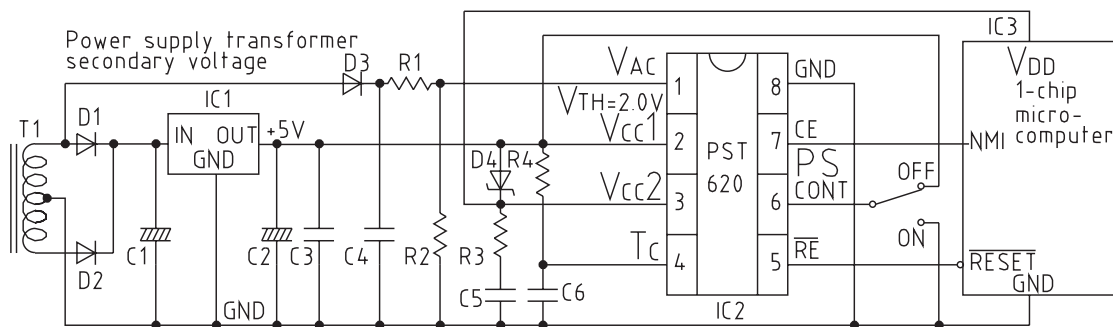 Power supply transformer
secondary voltage
T1
D1
D2
IC1
IN OUT
GND
+5V
D3
R1
C1
C2
C3
C4
R2
R3
C5
C6
D4
R4
GND
VAC
VTH=2.0V
VCC1
VCC2
TC
1
2
3
4
PST
620
8
7
6
5
IC2
GND
CE
PS
CONT
RE
OFF
ON
IC3
VDD
1-chip
micro-
computer
NMI
RESET
GND